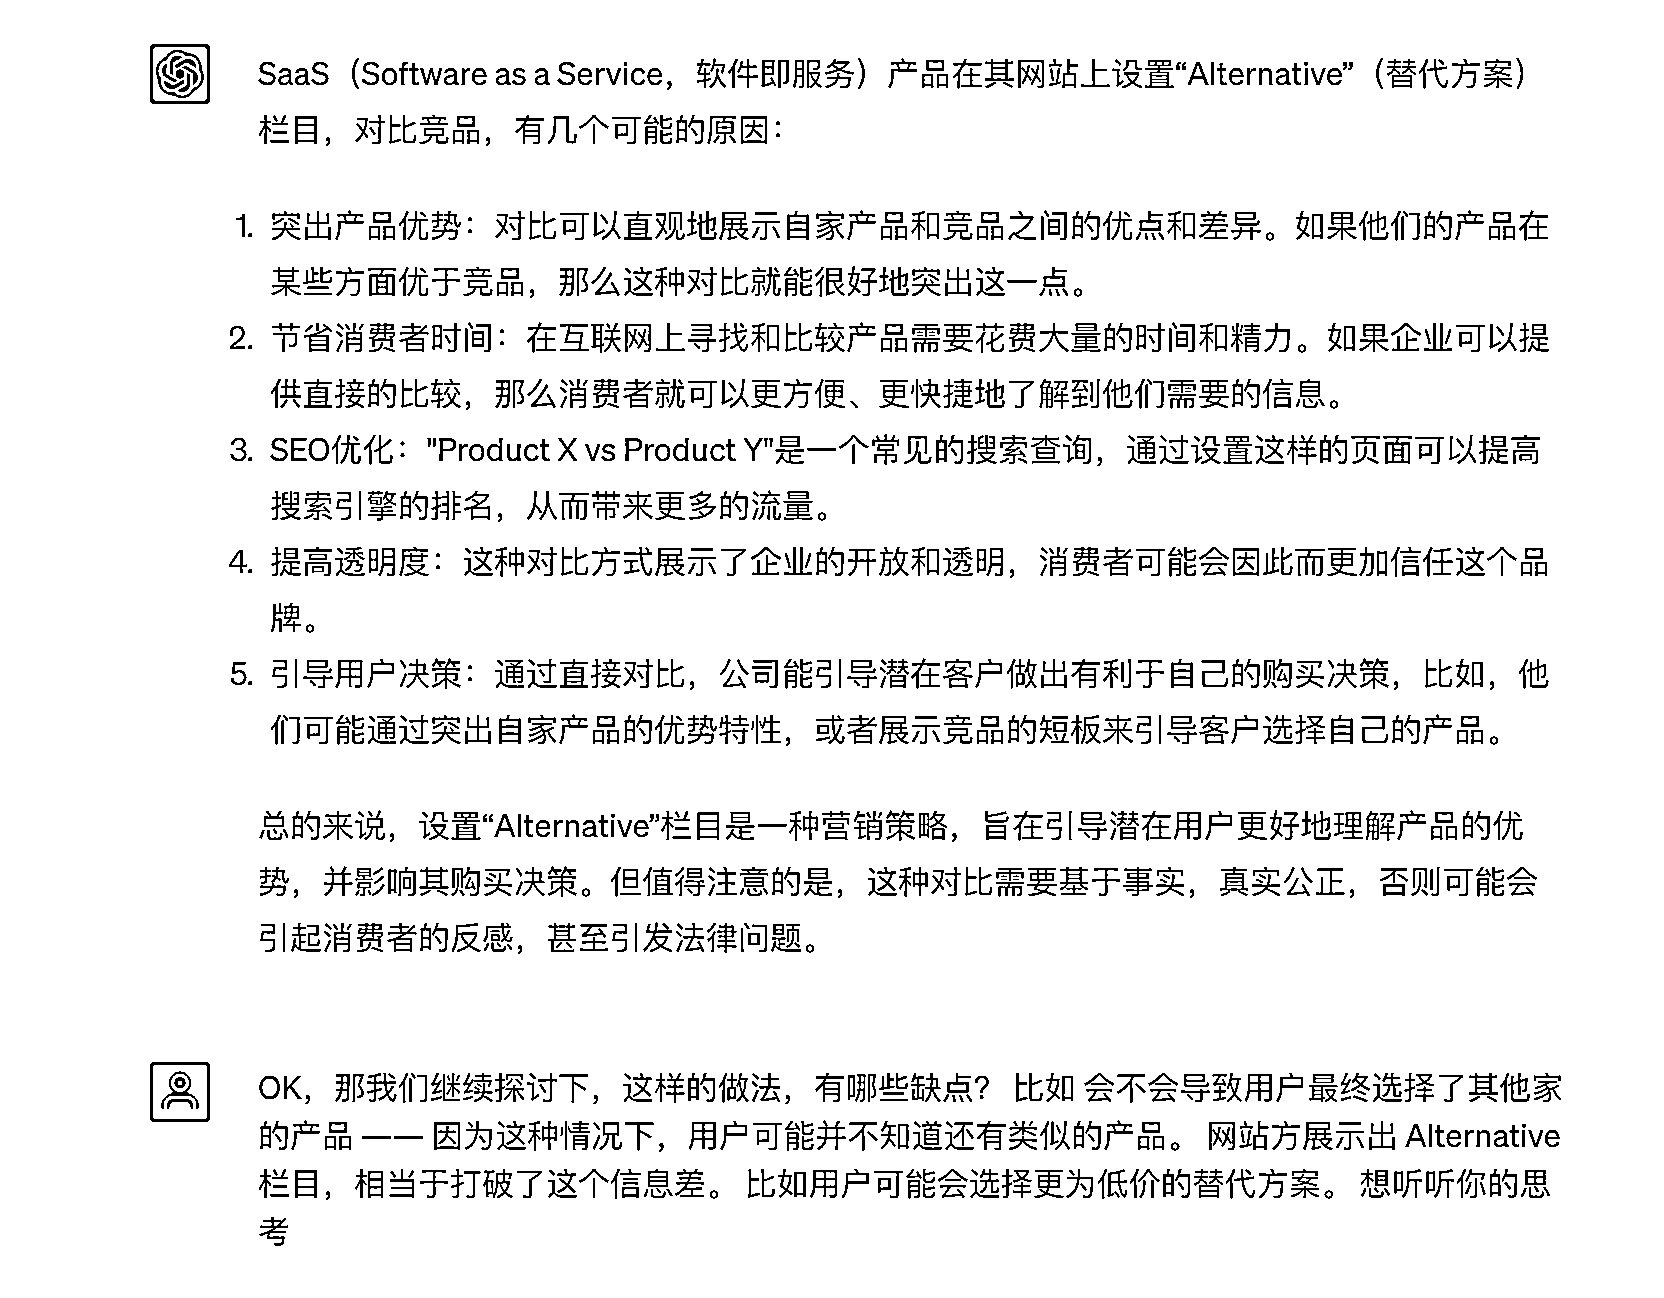 SaaS（Software as a Service，软件即服务）产品在其网站上设置“Alternative”（替代方案）
栏目，对比竞品，有几个可能的原因：
1. 突出产品优势：对比可以直观地展示自家产品和竞品之间的优点和差异。如果他们的产品在
某些方面优于竞品，那么这种对比就能很好地突出这一点。
2. 节省消费者时间：在互联网上寻找和比较产品需要花费大量的时间和精力。如果企业可以提
供直接的比较，那么消费者就可以更方便、更快捷地了解到他们需要的信息。
3. SEO优化："Product X vs Product Y"是一个常见的搜索查询，通过设置这样的页面可以提高
搜索引擎的排名，从而带来更多的流量。
4. 提高透明度：这种对比方式展示了企业的开放和透明，消费者可能会因此而更加信任这个品
牌。
5. 引导用户决策：通过直接对比，公司能引导潜在客户做出有利于自己的购买决策，比如，他
们可能通过突出自家产品的优势特性，或者展示竞品的短板来引导客户选择自己的产品。
总的来说，设置“Alternative”栏目是一种营销策略，旨在引导潜在用户更好地理解产品的优
势，并影响其购买决策。但值得注意的是，这种对比需要基于事实，真实公正，否则可能会
引起消费者的反感，甚至引发法律问题。
OK，那我们继续探讨下，这样的做法，有哪些缺点？ 比如 会不会导致用户最终选择了其他家
的产品 —— 因为这种情况下，用户可能并不知道还有类似的产品。 网站方展示出 Alternative
栏目，相当于打破了这个信息差。 比如用户可能会选择更为低价的替代方案。 想听听你的思
考